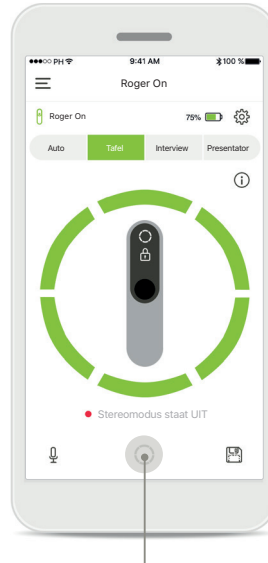 PH 9:41 AM 100 %
Roger On
Roger On 75%
Auto Tafel Interview Presentator
Stereomodus staat UIT